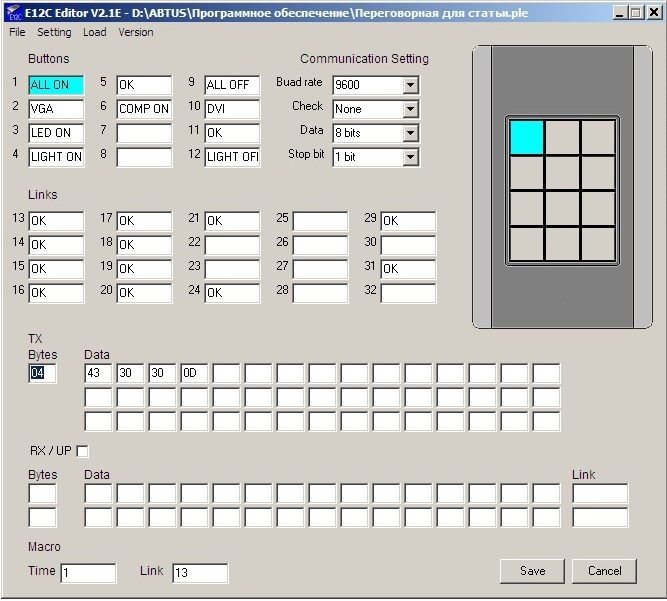 E12C Editor V2.1E - D:\ABTUS\Программное обеспечение\Переговорная для статьи.ple
File Setting Load Version
Buttons Communication Setting
1 ALL ON 5 OK 9 ALL OFF Buad rate 9600
2 VGA 6 COMP ON 10 DVI Check None
3 LED ON 7 11 OK Data 8 bits
4 LIGHT ON 8 12 LIGHT OFF Stop bit 1 bit
Links
13 OK 17 OK 21 OK 25 29 OK
14 OK 18 OK 22 26 30
15 OK 19 OK 23 27 31 OK
16 OK 20 OK 24 OK 28 32
TX
Bytes Data
04 43 30 30 0D
RX / UP
Bytes Data Link
Macro
Time 1 Link 13 Save Cancel